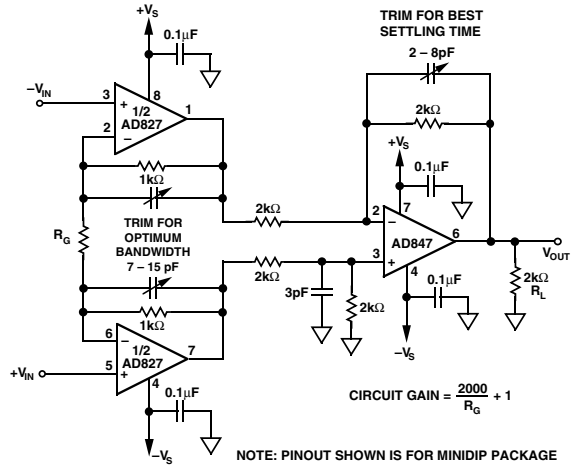 +VS
0.1µF
TRIM FOR BEST
SETTLING TIME
2 – 8pF
2kΩ
–VIN
3
+
8
1/2
AD827
1
2
–
1kΩ
+VS
0.1µF
RG
TRIM FOR
OPTIMUM
BANDWIDTH
7 – 15 pF
2kΩ
2
–
7
AD847
6
VOUT
2kΩ
3
+
4
0.1µF
2kΩ
RL
3pF
2kΩ
1kΩ
6
–
1/2
AD827
7
+VIN
5
+
4
0.1µF
–VS
–VS
CIRCUIT GAIN = 2000/RG + 1
NOTE: PINOUT SHOWN IS FOR MINIDIP PACKAGE